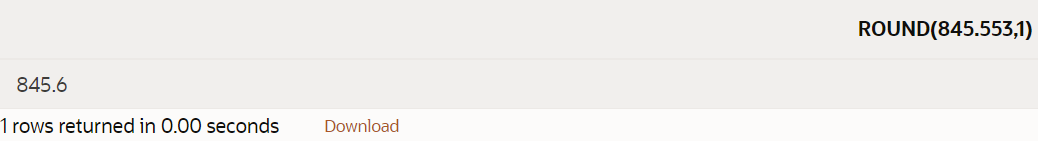 ROUND(845.553,1)
845.6
1 rows returned in 0.00 seconds Download